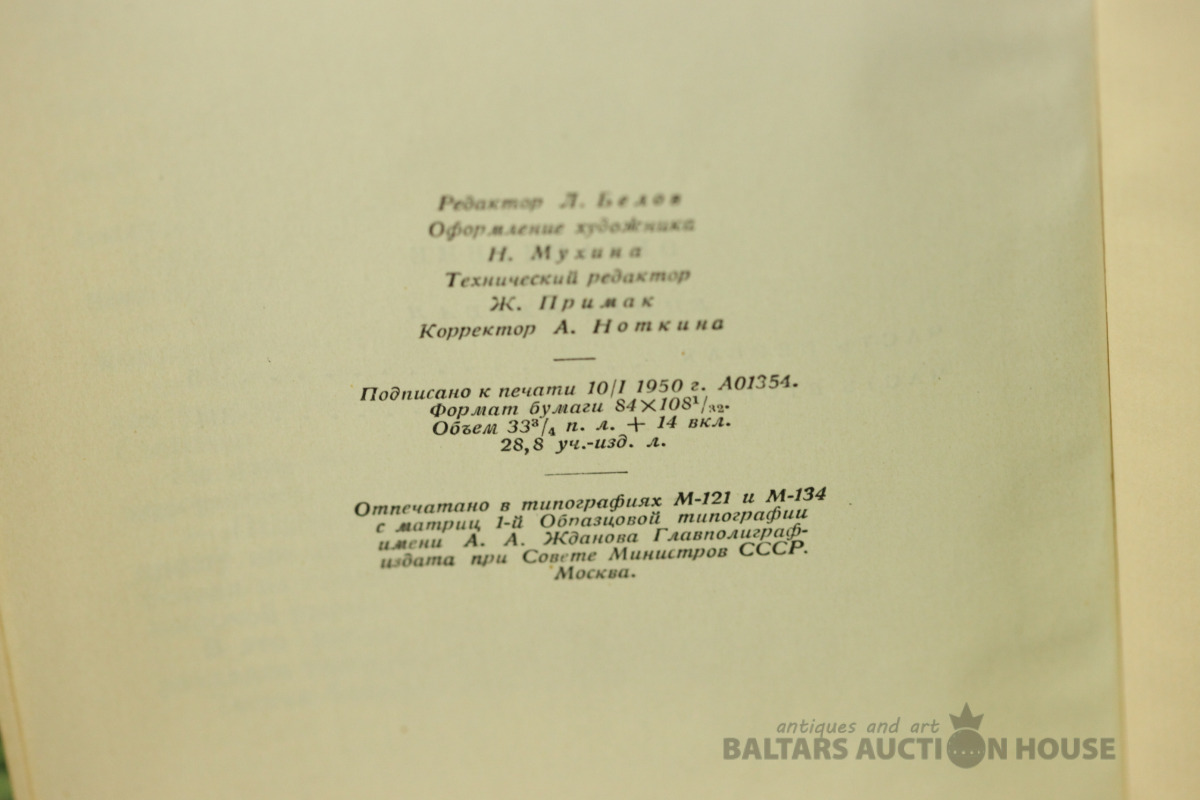 Редактор Л. Белов
Оформление художника
Н. Мухина
Технический редактор
Ж. Примак
Корректор А. Ноткина
Подписано к печати 10/I 1950 г. А01354.
Формат бумаги 84×108¹/₃₂.
Объем 33³/₄ п. л. + 14 вкл.
28,8 уч.-изд. л.
Отпечатано в типографиях М-121 и М-134
с матриц 1-й Образцовой типографии
имени А. А. Жданова Главполиграф-
издата при Совете Министров СССР.
Москва.
antiques and art
BALTARS AUCTION HOUSE